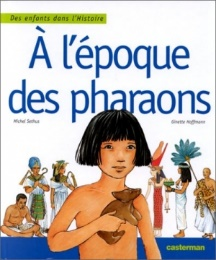 Des enfants dans l'Histoire
À l'époque
des pharaons
Michel Sethus
Ginette Hoffmann
casterman